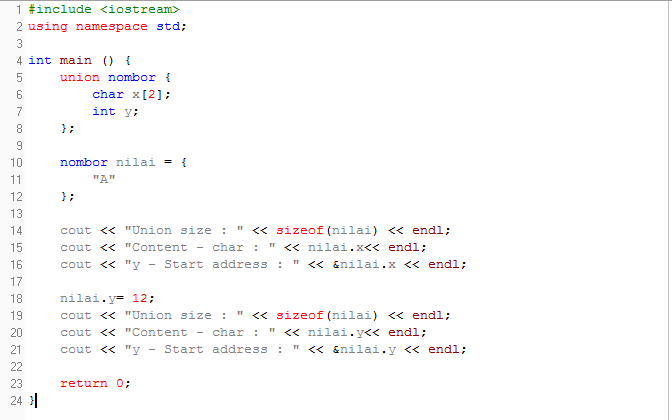 1 #include <iostream>
2 using namespace std;
3
4 int main () {
5 union nombor {
6 char x[2];
7 int y;
8 };
9
10 nombor nilai = {
11 "A"
12 };
13
14 cout << "Union size : " << sizeof(nilai) << endl;
15 cout << "Content - char : " << nilai.x<< endl;
16 cout << "y - Start address : " << &nilai.x << endl;
17
18 nilai.y= 12;
19 cout << "Union size : " << sizeof(nilai) << endl;
20 cout << "Content - char : " << nilai.y<< endl;
21 cout << "y - Start address : " << &nilai.y << endl;
22
23 return 0;
24 }